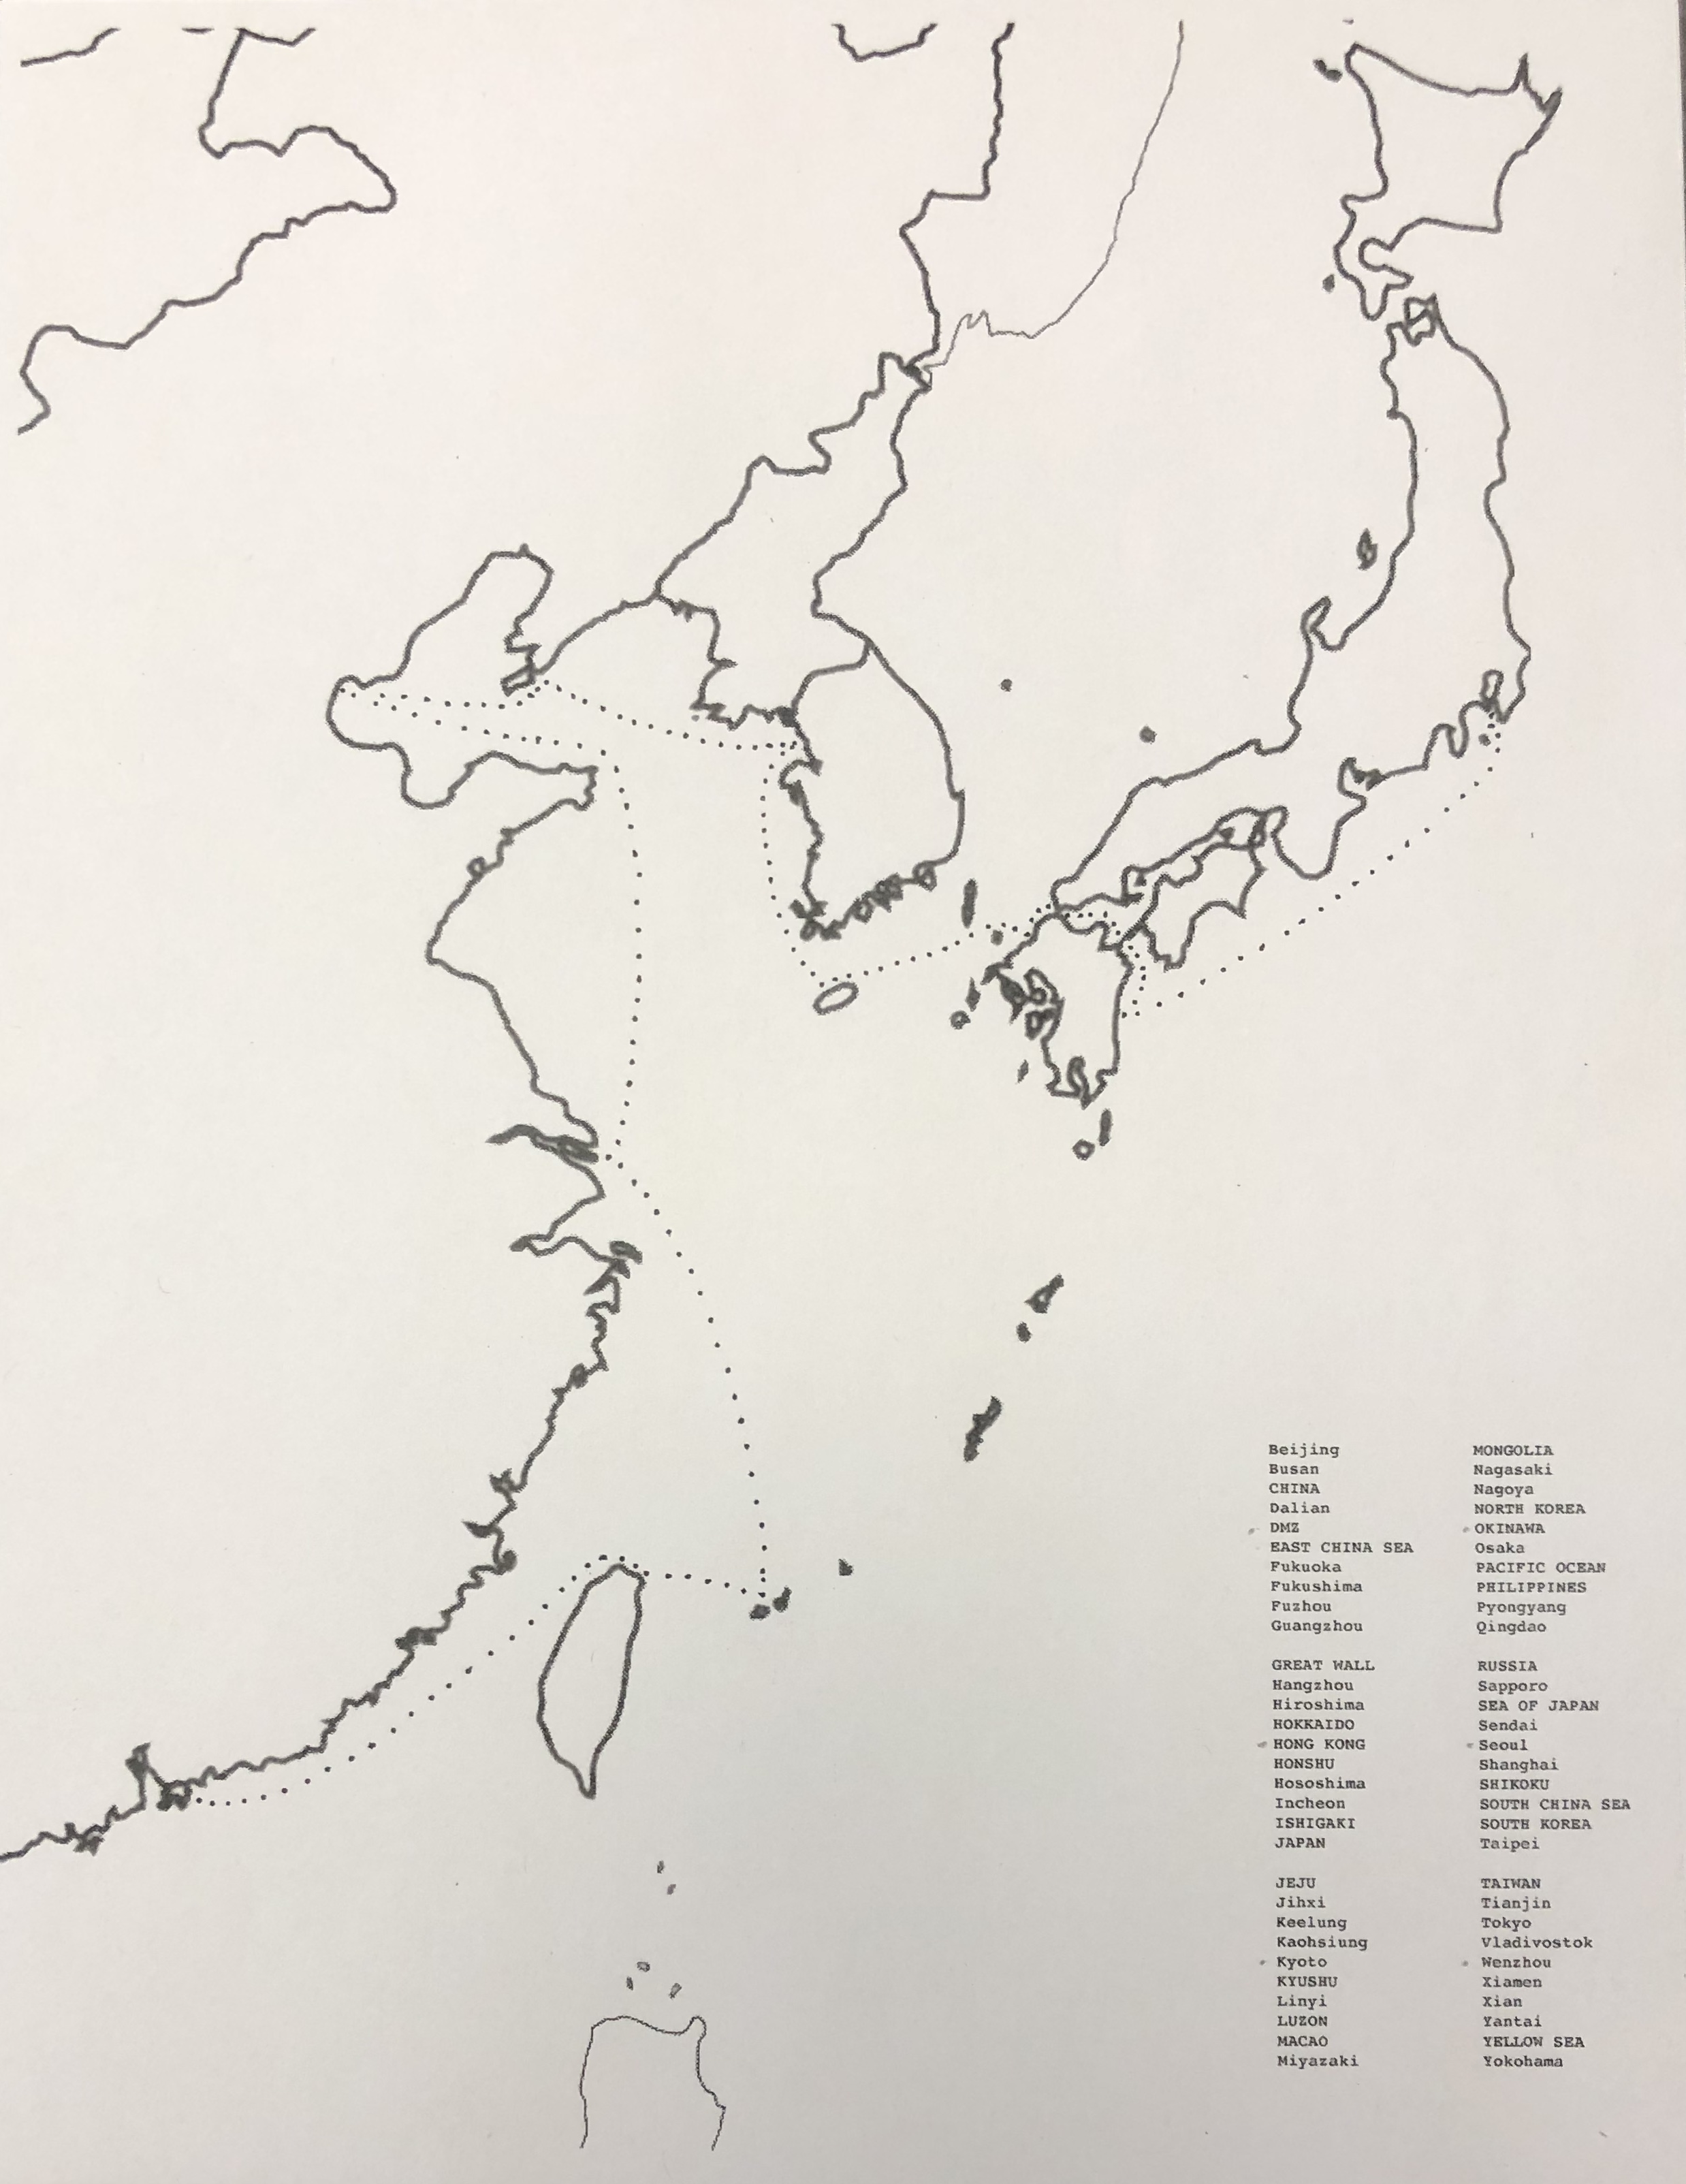 Beijing
Busan
CHINA
Dalian
DMZ
EAST CHINA SEA
Fukuoka
Fukushima
Fuzhou
Guangzhou
GREAT WALL
Hangzhou
Hiroshima
HOKKAIDO
HONG KONG
HONSHU
Hososhima
Incheon
ISHIGAKI
JAPAN
JEJU
Jihxi
Keelung
Kaohsiung
Kyoto
KYUSHU
Linyi
LUZON
MACAO
Miyazaki
MONGOLIA
Nagasaki
Nagoya
NORTH KOREA
OKINAWA
Osaka
PACIFIC OCEAN
PHILIPPINES
Pyongyang
Qingdao
RUSSIA
Sapporo
SEA OF JAPAN
Sendai
Seoul
Shanghai
SHIKOKU
SOUTH CHINA SEA
SOUTH KOREA
Taipei
TAIWAN
Tianjin
Tokyo
Vladivostok
Wenzhou
Xiamen
Xian
Yantai
YELLOW SEA
Yokohama